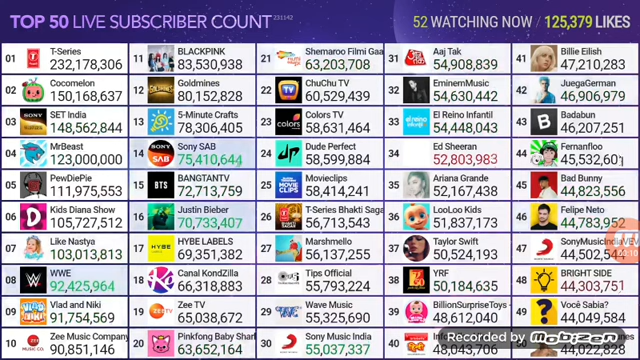 TOP 50 LIVE SUBSCRIBER COUNT 231142
52 WATCHING NOW / 125,379 LIKES
01 T-Series 232,178,306
02 Cocomelon 150,168,637
03 SET India 148,562,844
04 MrBeast 123,000,000
05 PewDiePie 111,975,553
06 Kids Diana Show 105,727,512
07 Like Nastya 103,013,813
08 WWE 92,425,964
09 Vlad and Niki 91,754,569
10 Zee Music Company 90,851,146
11 BLACKPINK 83,530,938
12 Goldmines 80,152,828
13 5-Minute Crafts 78,306,405
14 Sony SAB 75,410,644
15 BANGTANTV 72,713,759
16 Justin Bieber 70,733,407
17 HYBE LABELS 69,351,382
18 Canal KondZilla 66,318,883
19 Zee TV 65,038,672
20 Pinkfong Baby Shark 63,652,164
21 Shemaroo Filmi Gaa 63,203,708
22 ChuChu TV 60,529,439
23 Colors TV 58,631,464
24 Dude Perfect 58,599,884
25 Movieclips 58,414,241
26 T-Series Bhakti Saga 56,713,543
27 Marshmello 56,137,255
28 Tips Official 55,793,224
29 Wave Music 55,325,690
30 Sony Music India 55,037,337
31 Aaj Tak 54,908,839
32 EminemMusic 54,630,442
33 El Reino Infantil 54,448,043
34 Ed Sheeran 52,803,983
35 Ariana Grande 52,167,438
36 LooLoo Kids 51,837,173
37 Taylor Swift 50,524,193
38 YRF 50,184,635
39 BillionSurpriseToys 48,612,040
40
41 Billie Eilish 47,210,283
42 JuegaGerman 46,906,979
43 Badabun 46,207,251
44 Fernanfloo 45,532,60
45 Bad Bunny 44,823,556
46 Felipe Neto 44,783,952
47 SonyMusicIndiaVEV 44,502,54
00:10
48 BRIGHT SIDE 44,303,751
49 Você Sabia? 44,049,584
Recorded by MOBIZEN